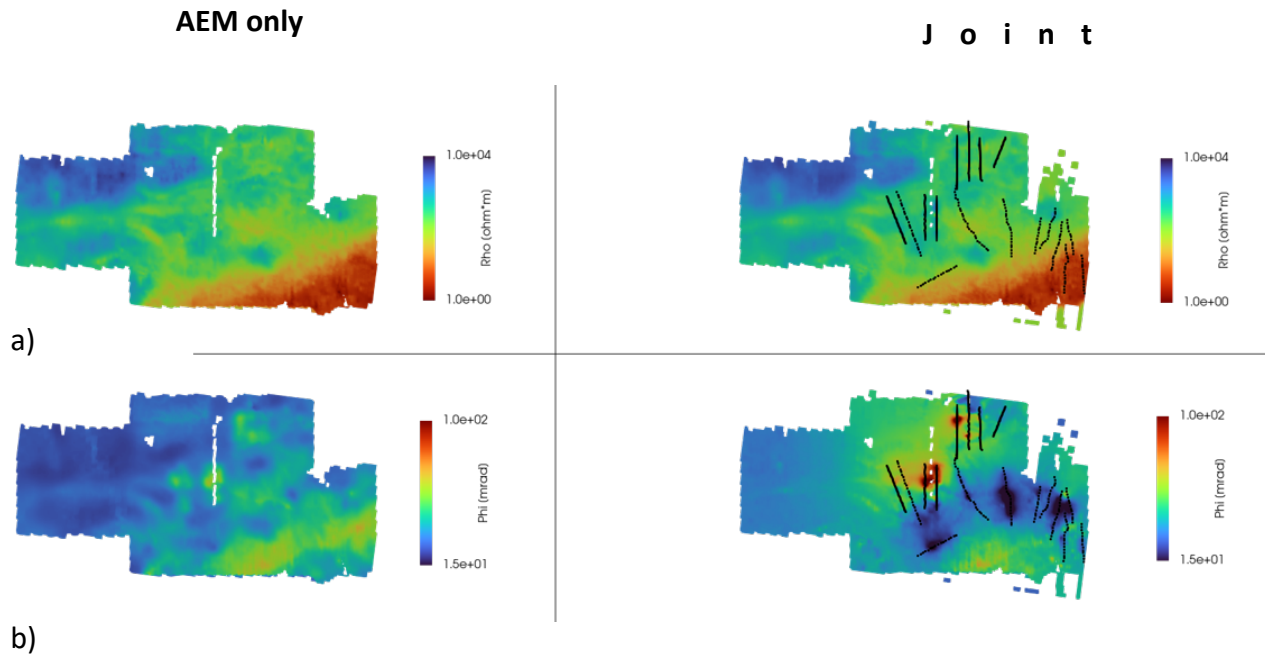 AEM only
J o i n t
1.0e+04
Rho (ohm*m)
1.0e+00
1.0e+04
Rho (ohm*m)
1.0e+00
a)
1.0e+02
Phi (mrad)
1.5e+01
1.0e+02
Phi (mrad)
1.5e+01
b)